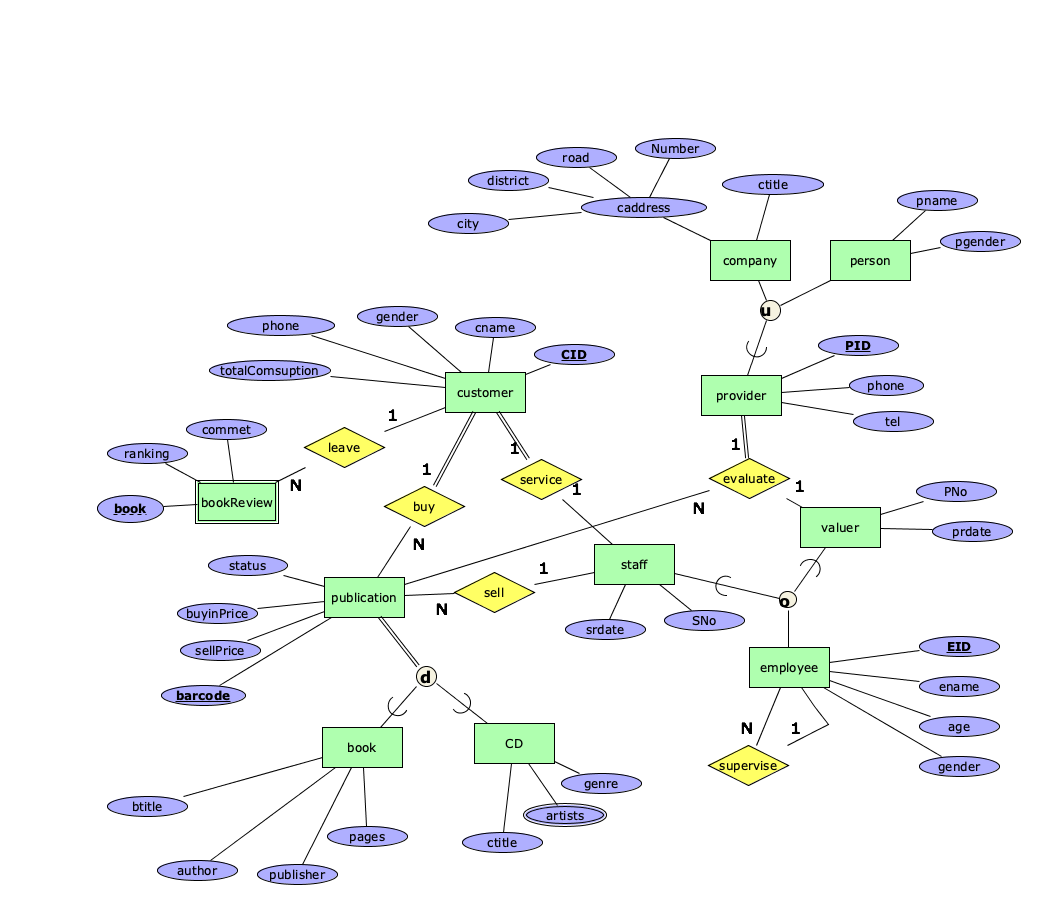 Number
road
district
ctitle
caddress
pname
city
pgender
company
person
u
gender
phone
cname
PID
CID
totalComsuption
phone
customer
provider
1
tel
commet
1
leave
1
ranking
1
service
evaluate
N
1
1
bookReview
PNo
book
buy
N
valuer
prdate
N
status
1
staff
publication
sell
o
buyinPrice
N
SNo
srdate
sellPrice
EID
employee
d
barcode
ename
N
1
age
book
CD
supervise
gender
genre
btitle
artists
pages
ctitle
author
publisher